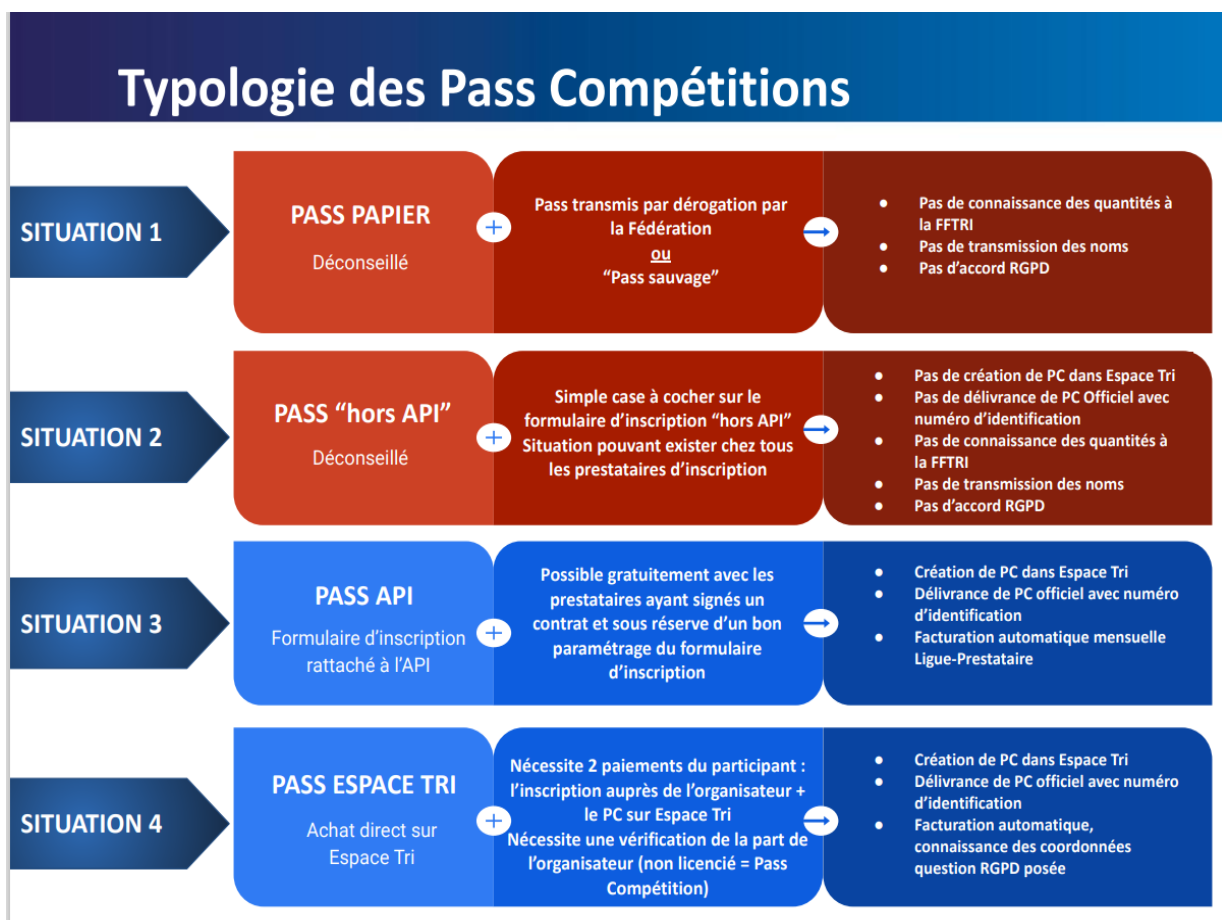 Typologie des Pass Compétitions
SITUATION 1
PASS PAPIER
Déconseillé
+
Pass transmis par dérogation par
la Fédération
ou
“Pass sauvage”
● Pas de connaissance des quantités à
la FFTRI
● Pas de transmission des noms
● Pas d’accord RGPD
SITUATION 2
PASS “hors API”
Déconseillé
+
Simple case à cocher sur le
formulaire d’inscription “hors API”
Situation pouvant exister chez tous
les prestataires d’inscription
● Pas de création de PC dans Espace Tri
● Pas de délivrance de PC Officiel avec
numéro d’identification
● Pas de connaissance des quantités à
la FFTRI
● Pas de transmission des noms
● Pas d’accord RGPD
SITUATION 3
PASS API
Formulaire d’inscription
rattaché à l’API
+
Possible gratuitement avec les
prestataires ayant signés un
contrat et sous réserve d’un bon
paramétrage du formulaire
d’inscription
● Création de PC dans Espace Tri
● Délivrance de PC officiel avec numéro
d’identification
● Facturation automatique mensuelle
Ligue-Prestataire
SITUATION 4
PASS ESPACE TRI
Achat direct sur
Espace Tri
+
Nécessite 2 paiements du participant :
l’inscription auprès de l’organisateur +
le PC sur Espace Tri
Nécessite une vérification de la part de
l’organisateur (non licencié = Pass
Compétition)
● Création de PC dans Espace Tri
● Délivrance de PC officiel avec numéro
d’identification
● Facturation automatique,
connaissance des coordonnées
question RGPD posée